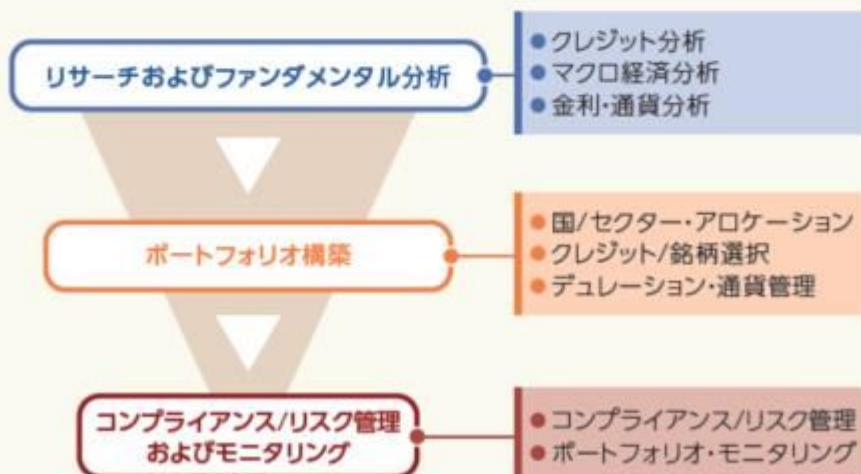 リサーチおよびファンダメンタル分析
●クレジット分析
●マクロ経済分析
●金利・通貨分析
ポートフォリオ構築
●国/セクター・アロケーション
●クレジット/銘柄選択
●デュレーション・通貨管理
コンプライアンス/リスク管理
およびモニタリング
●コンプライアンス/リスク管理
●ポートフォリオ・モニタリング